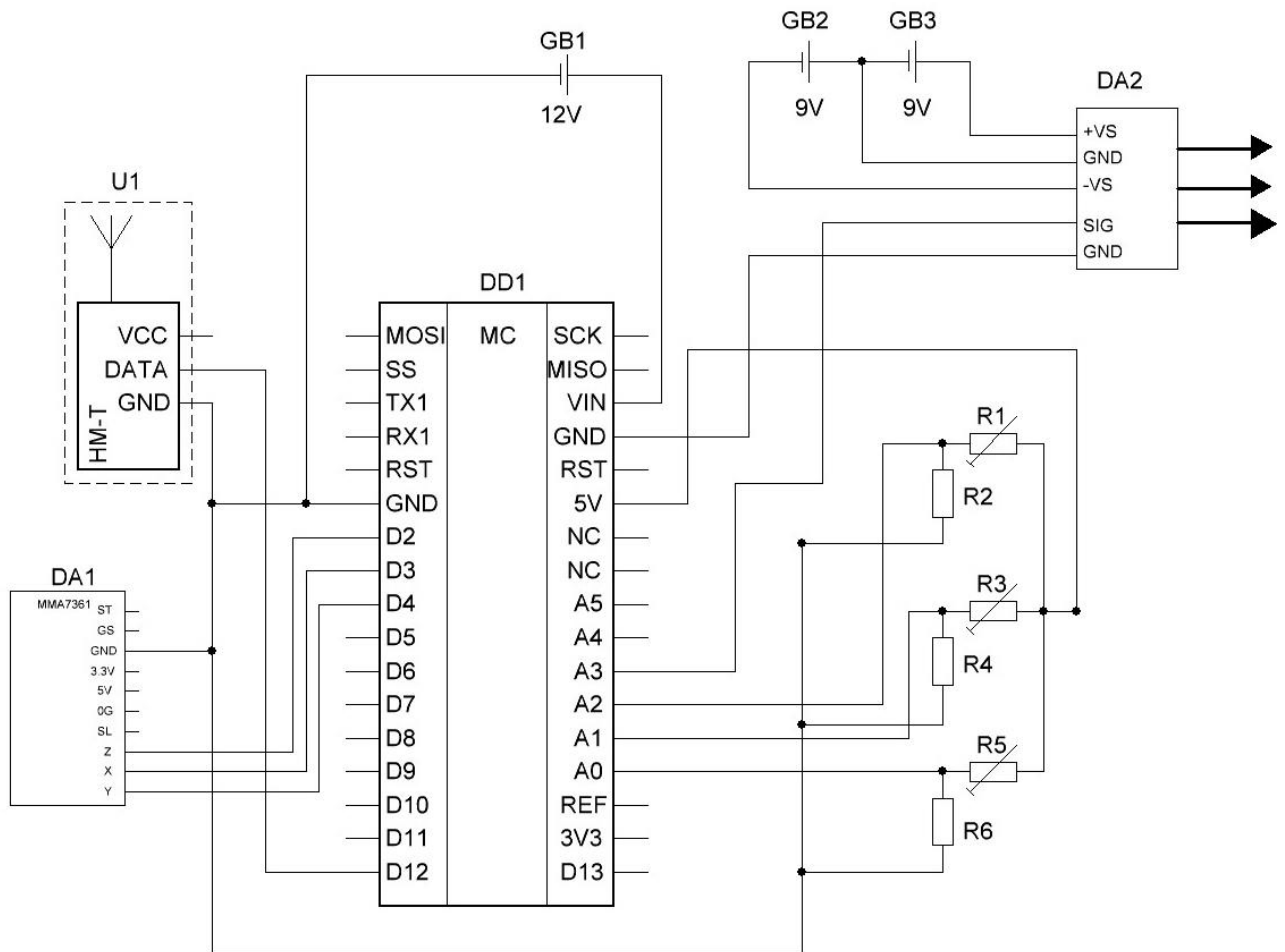 GB1
12V
GB2
GB3
9V
9V
DA2
+VS
GND
-VS
SIG
GND
U1
VCC
DATA
GND
HM-T
DD1
MC
MOSI
SS
TX1
RX1
RST
GND
D2
D3
D4
D5
D6
D7
D8
D9
D10
D11
D12
SCK
MISO
VIN
GND
RST
5V
NC
NC
A5
A4
A3
A2
A1
A0
REF
3V3
D13
DA1
MMA7361
ST
GS
GND
3.3V
5V
0G
SL
Z
X
Y
R1
R2
R3
R4
R5
R6